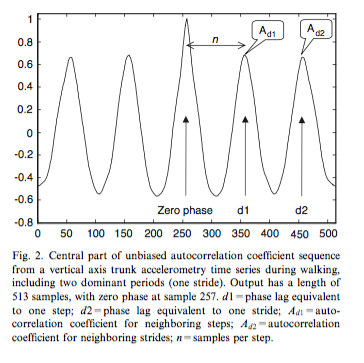 1
0.8
0.6
0.4
0.2
0
-0.2
-0.4
-0.6
-0.8
n
Ad1
Ad2
Zero phase d1 d2
0 50 100 150 200 250 300 350 400 450 500
Fig. 2. Central part of unbiased autocorrelation coefficient sequence
from a vertical axis trunk accelerometry time series during walking,
including two dominant periods (one stride). Output has a length of
513 samples, with zero phase at sample 257. d1=phase lag equivalent
to one step; d2=phase lag equivalent to one stride; Ad1=auto-
correlation coefficient for neighboring steps; Ad2=autocorrelation
coefficient for neighboring strides; n=samples per step.